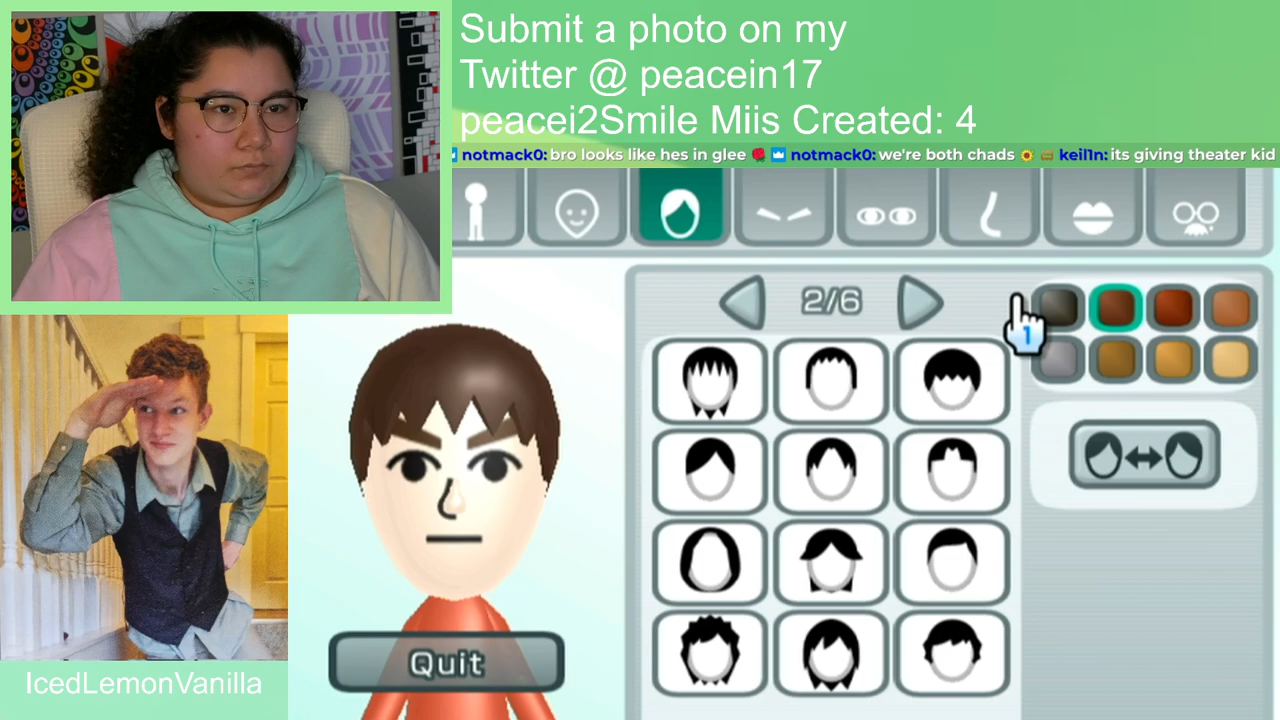 Submit a photo on my
Twitter @ peacein17
peacei2Smile Miis Created: 4
notmack0: bro looks like hes in glee 🌹 notmack0: we're both chads 🌻 keil1n: its giving theater kid
2/6
1
Quit
IcedLemonVanilla